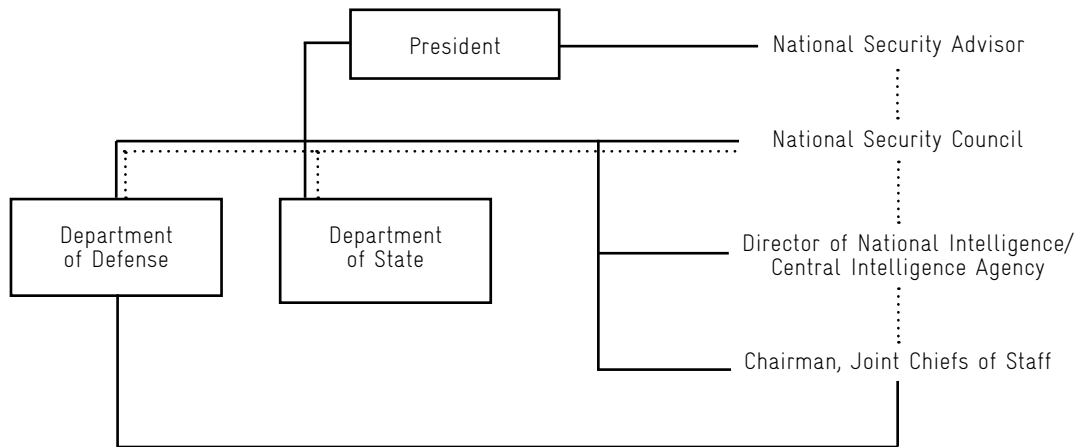 President
National Security Advisor
National Security Council
Department
of Defense
Department
of State
Director of National Intelligence/
Central Intelligence Agency
Chairman, Joint Chiefs of Staff